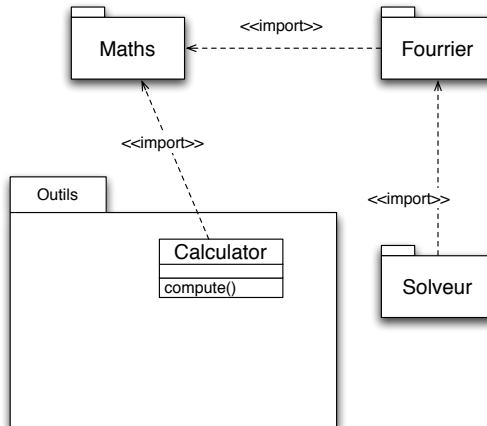 <<import>>
Maths
Fourrier
<<import>>
Outils
<<import>>
Calculator
Solveur
compute()